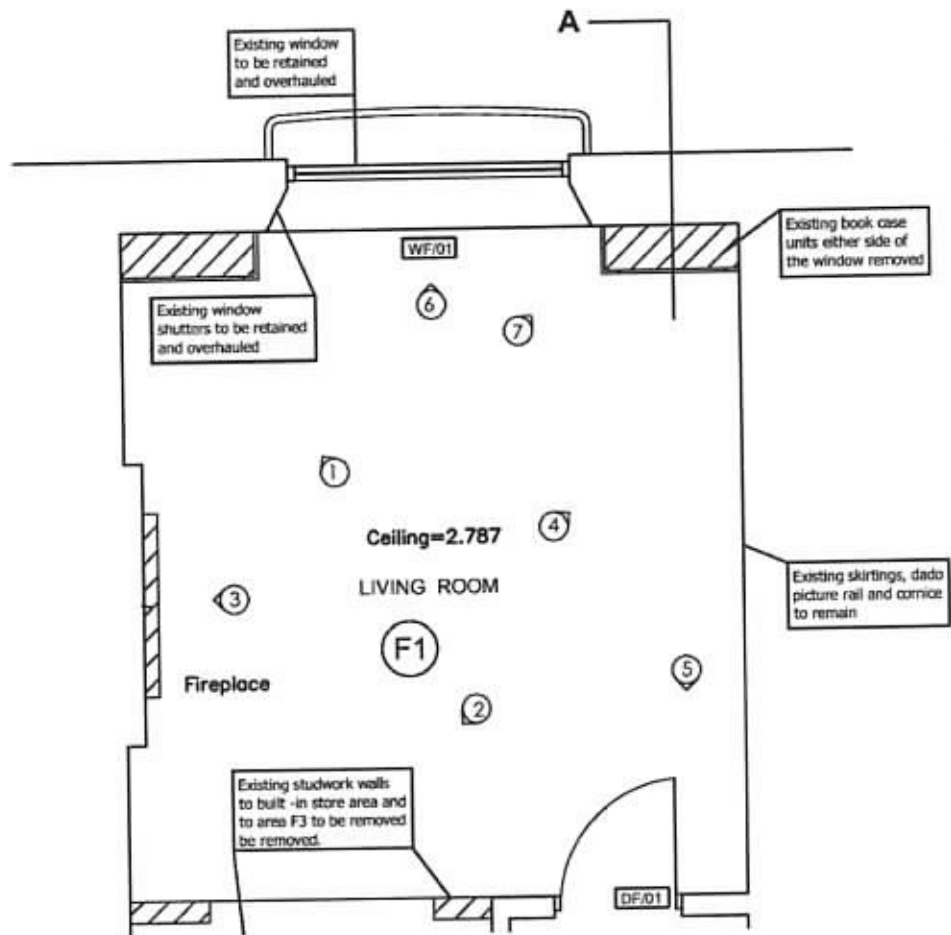 A
Existing window
to be retained
and overhauled
Existing book case
units either side of
the window removed
WF/01
6
7
Existing window
shutters to be retained
and overhauled
1
4
Ceiling=2.787
LIVING ROOM
3
F1
Existing skirtings, dado
picture rail and cornice
to remain
5
Fireplace
2
Existing studwork walls
to built -in store area and
to area F3 to be removed
be removed.
DF/01